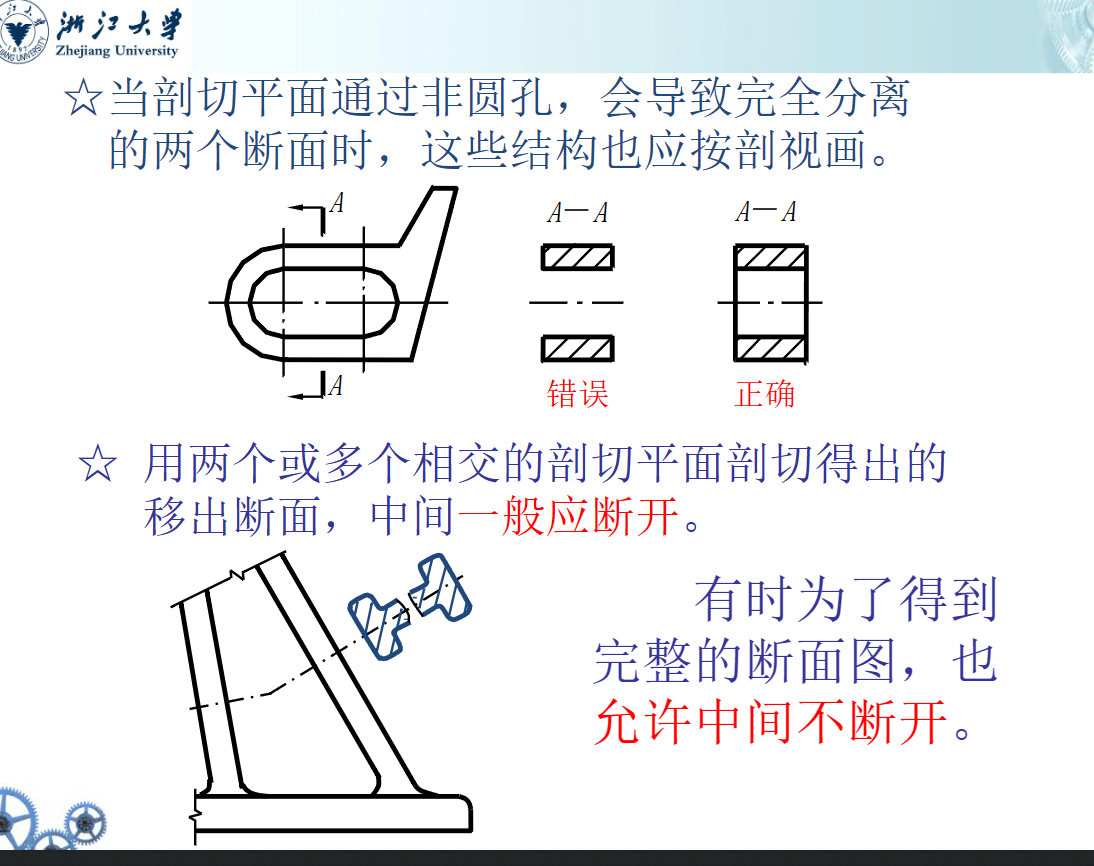 浙江大学
Zhejiang University
☆当剖切平面通过非圆孔，会导致完全分离
的两个断面时，这些结构也应按剖视画。
A
A—A
A—A
A
错误
正确
☆ 用两个或多个相交的剖切平面剖切得出的
移出断面，中间一般应断开。
有时为了得到
完整的断面图，也
允许中间不断开。